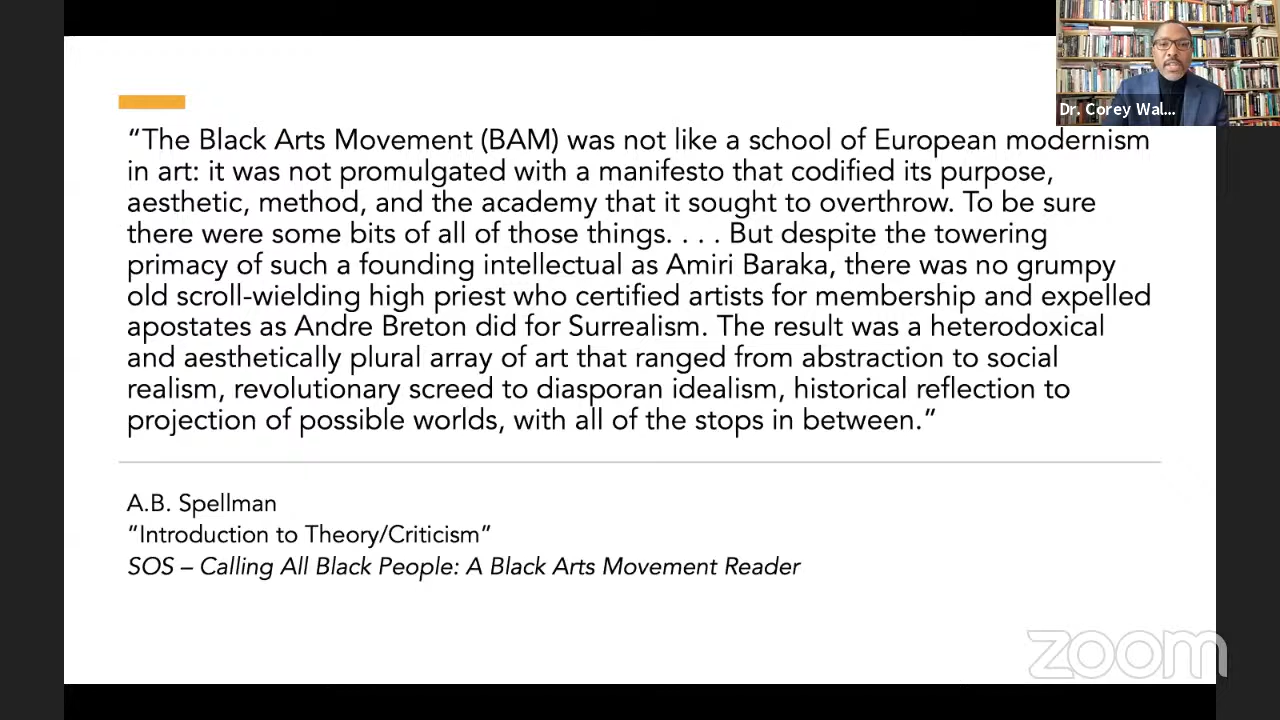 Dr. Corey Wal...
“The Black Arts Movement (BAM) was not like a school of European modernism
in art: it was not promulgated with a manifesto that codified its purpose,
aesthetic, method, and the academy that it sought to overthrow. To be sure
there were some bits of all of those things. . . . But despite the towering
primacy of such a founding intellectual as Amiri Baraka, there was no grumpy
old scroll-wielding high priest who certified artists for membership and expelled
apostates as Andre Breton did for Surrealism. The result was a heterodoxical
and aesthetically plural array of art that ranged from abstraction to social
realism, revolutionary screed to diasporan idealism, historical reflection to
projection of possible worlds, with all of the stops in between.”
A.B. Spellman
“Introduction to Theory/Criticism”
SOS – Calling All Black People: A Black Arts Movement Reader
zoom